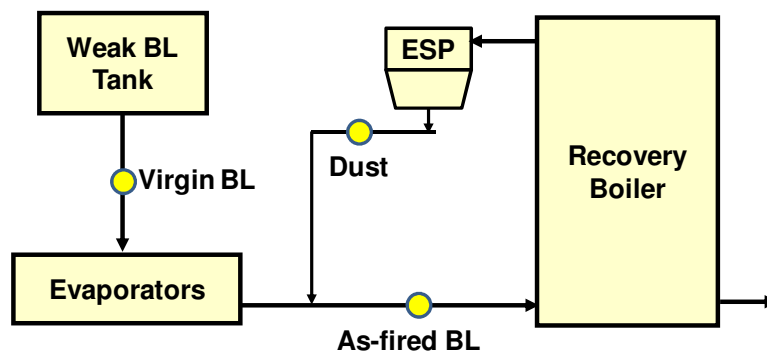 Weak BL
Tank
ESP
Virgin BL
Dust
Recovery
Boiler
Evaporators
As-fired BL